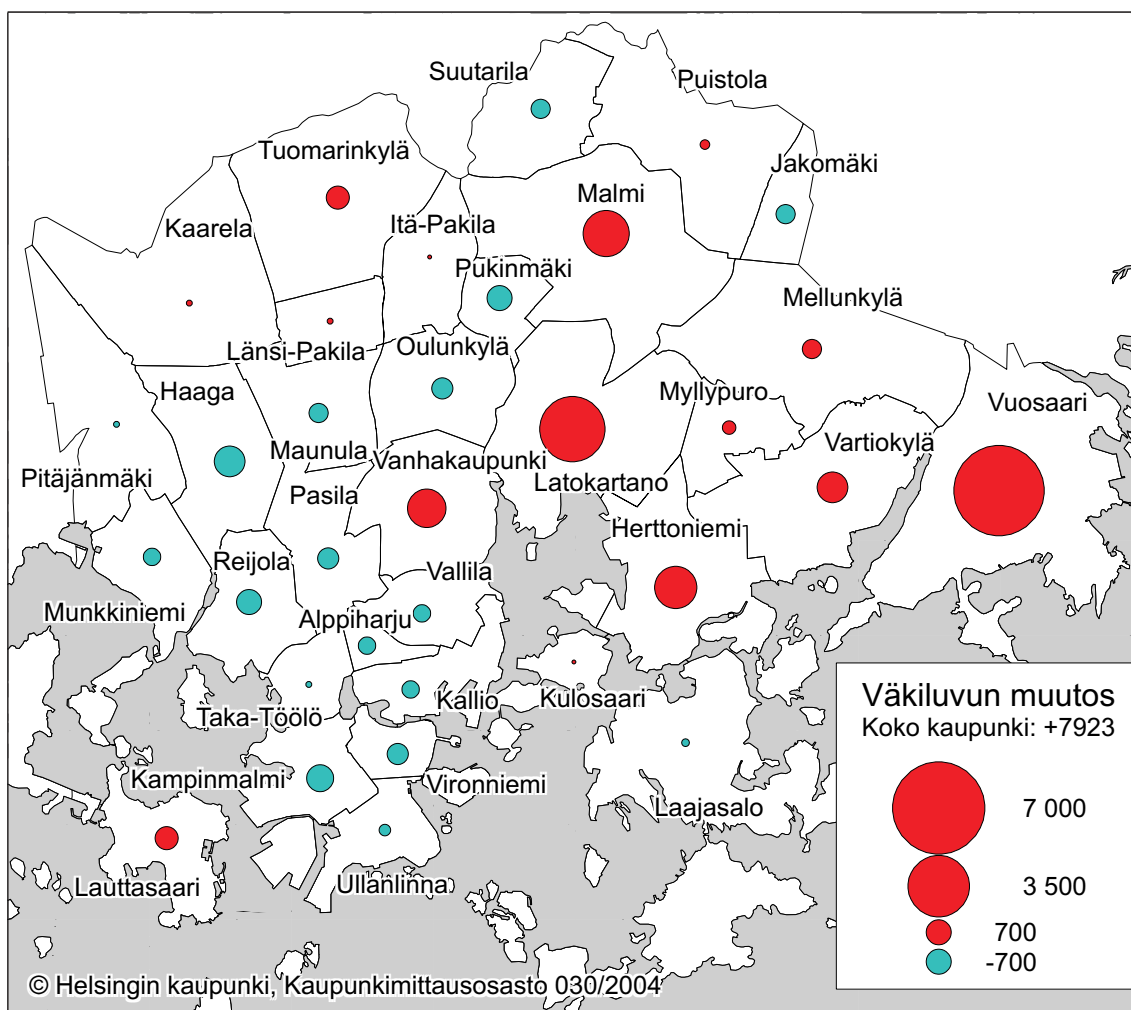 Suutarila
Puistola
Tuomarinkylä
Jakomäki
Malmi
Kaarela
Itä-Pakila
Pukinmäki
Mellunkylä
Länsi-Pakila
Oulunkylä
Haaga
Myllypuro
Vuosaari
Maunula
Vartiokylä
Vanhakaupunki
Pitäjänmäki
Latokartano
Pasila
Herttoniemi
Reijola
Vallila
Munkkiniemi
Alppiharju
Kallio
Kulosaari
Taka-Töölö
Kampinmalmi
Vironniemi
Laajasalo
Lauttasaari
Ullanlinna
Väkiluvun muutos
Koko kaupunki: +7923
7 000
3 500
700
-700
© Helsingin kaupunki, Kaupunkimittausosasto 030/2004